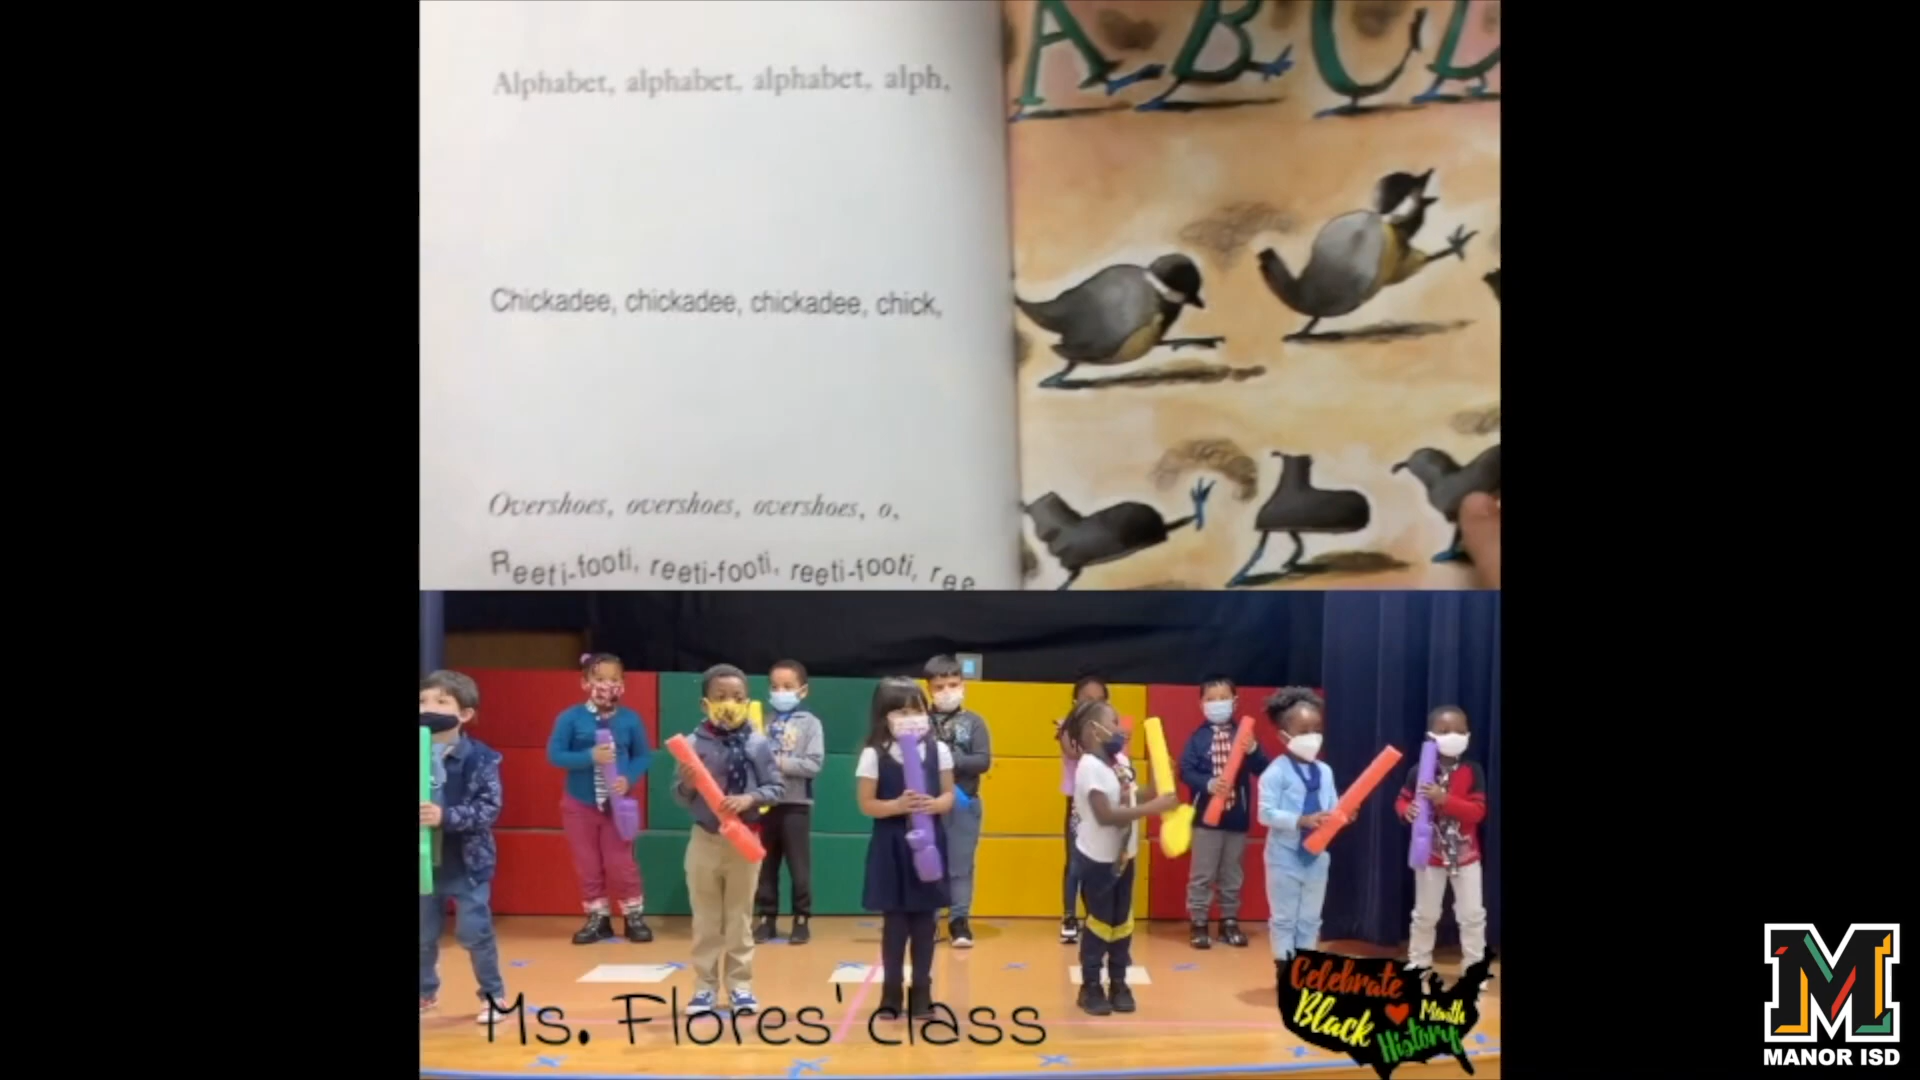 ABCD
Alphabet, alphabet, alphabet, alph,
Chickadee, chickadee, chickadee, chick,
Overshoes, overshoes, overshoes, o,
Reeti-footi, reeti-footi, reeti-footi, ree
Ms. Flores' class
Celebrate
Black
Month
History
M
MANOR ISD